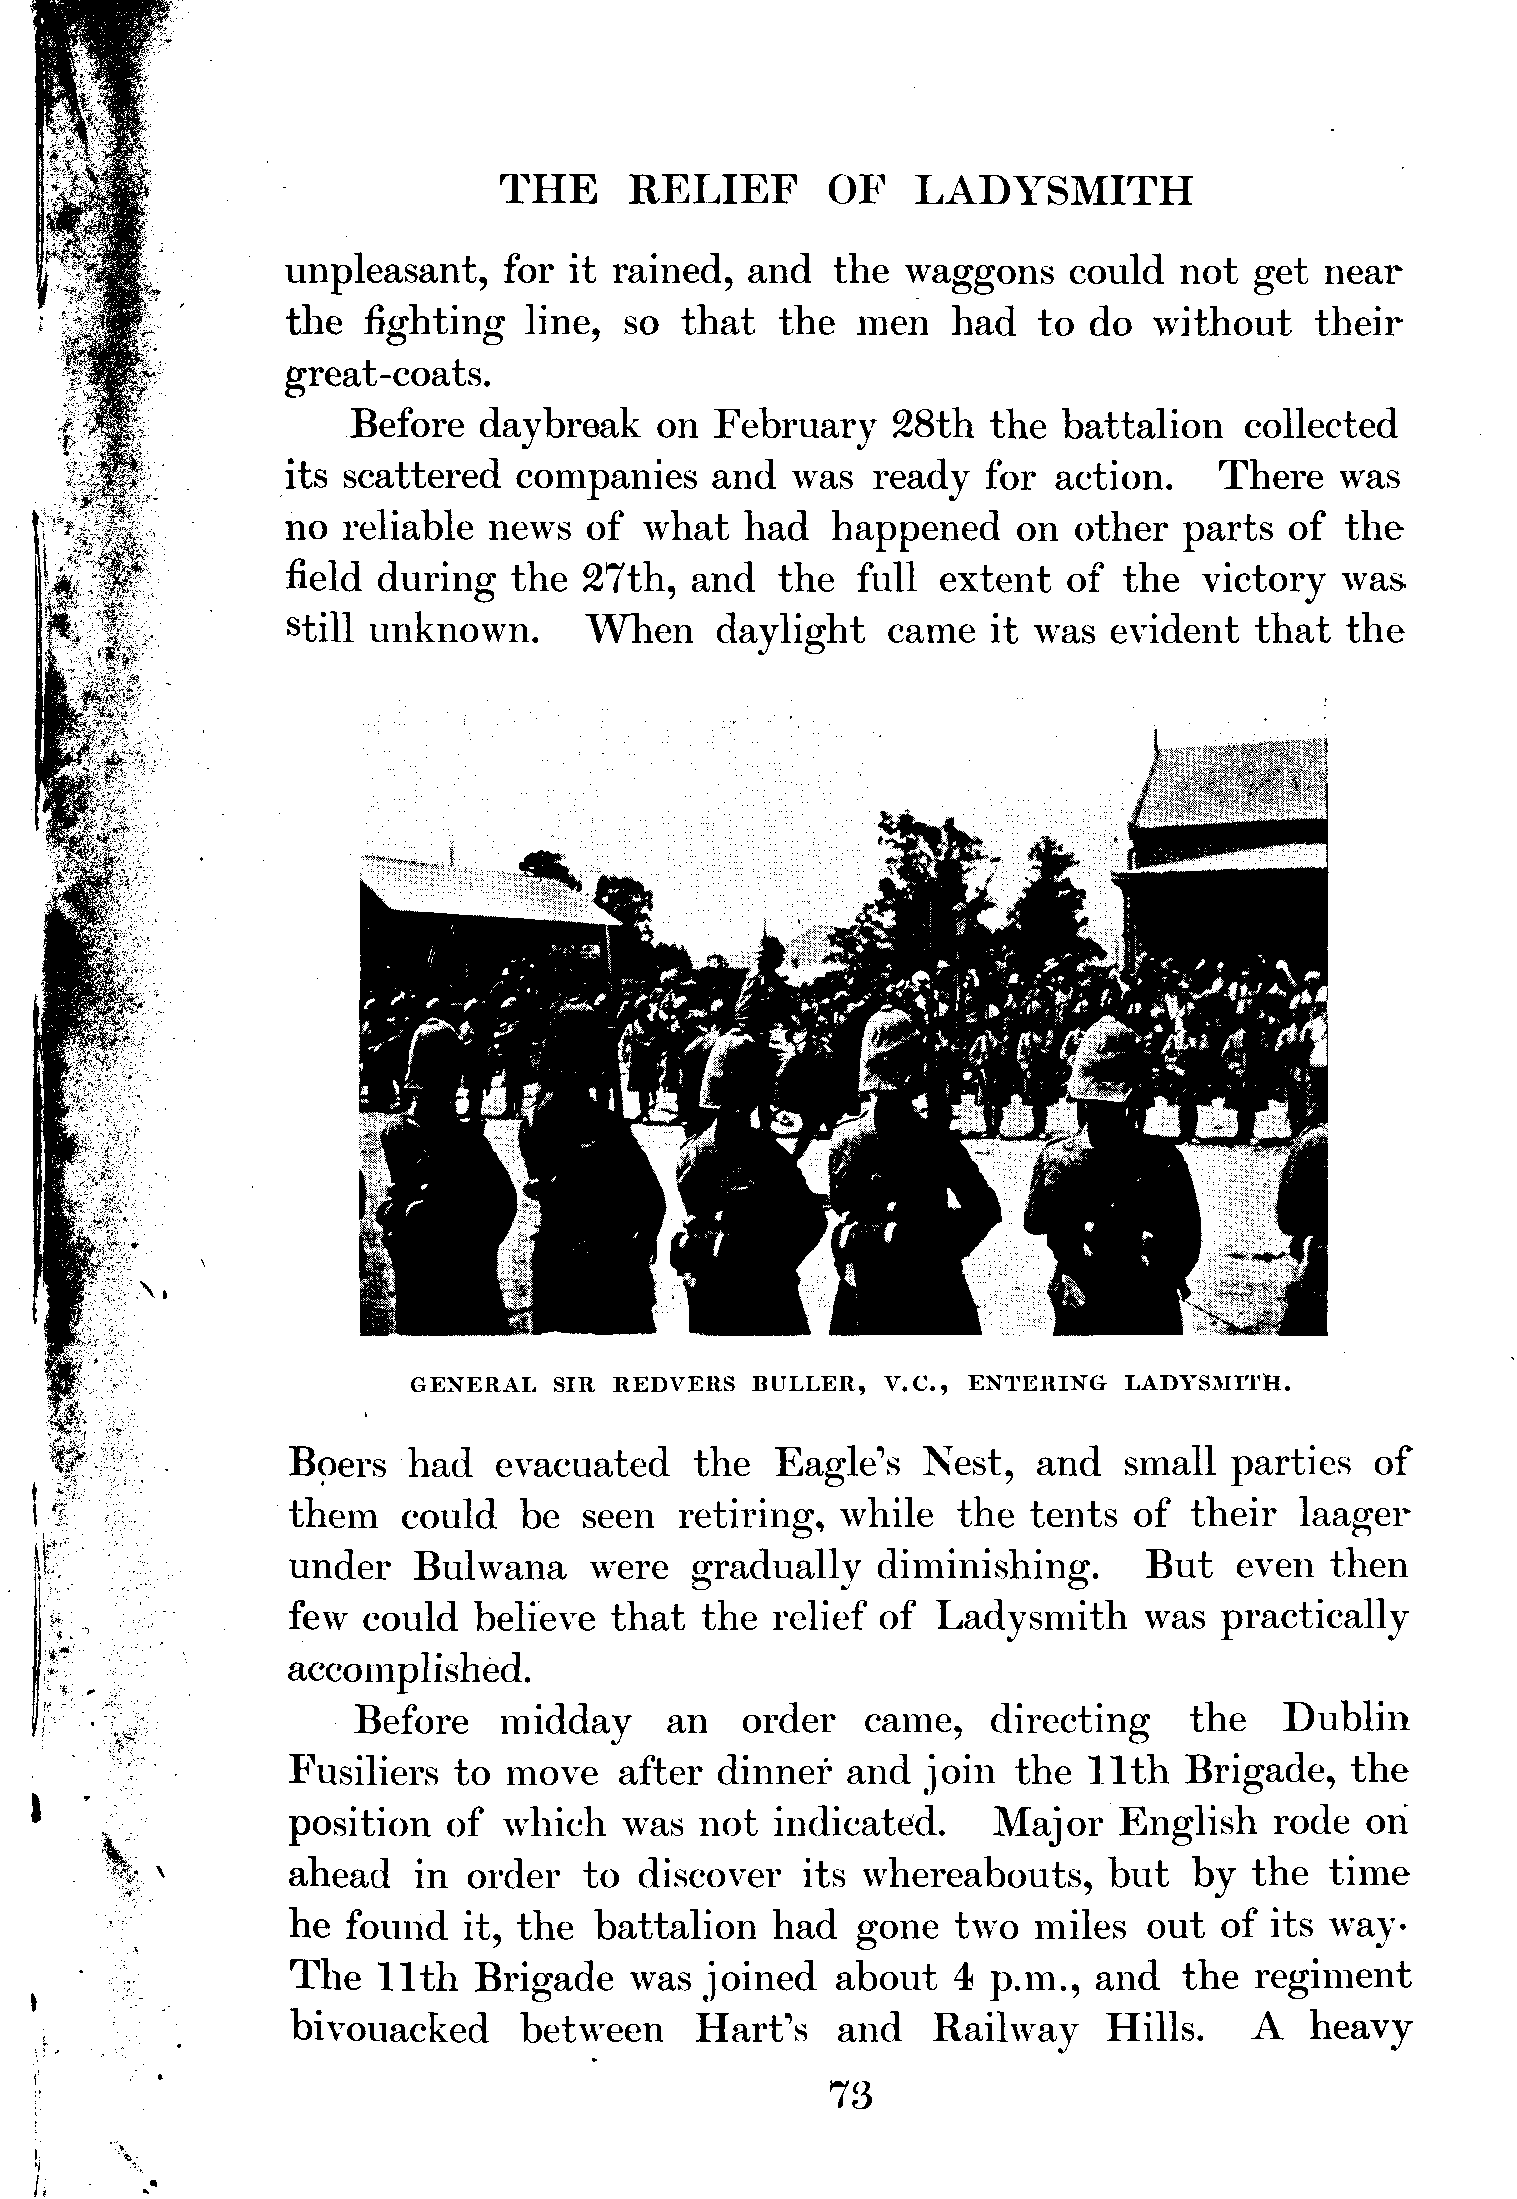 THE RELIEF OF LADYSMITH
unpleasant, for it rained, and the waggons could not get near
the fighting line, so that the men had to do without their
great-coats.
Before daybreak on February 28th the battalion collected
its scattered companies and was ready for action. There was
no reliable news of what had happened on other parts of the
field during the 27th, and the full extent of the victory was
still unknown. When daylight came it was evident that the
GENERAL SIR REDVERS BULLER, V.C., ENTERING LADYSMITH.
Boers had evacuated the Eagle's Nest, and small parties of
them could be seen retiring, while the tents of their laager
under Bulwana were gradually diminishing. But even then
few could believe that the relief of Ladysmith was practically
accomplished.
Before midday an order came, directing the Dublin
Fusiliers to move after dinner and join the 11th Brigade, the
position of which was not indicated. Major English rode on
ahead in order to discover its whereabouts, but by the time
he found it, the battalion had gone two miles out of its way.
The 11th Brigade was joined about 4 p.m., and the regiment
bivouacked between Hart's and Railway Hills. A heavy
73